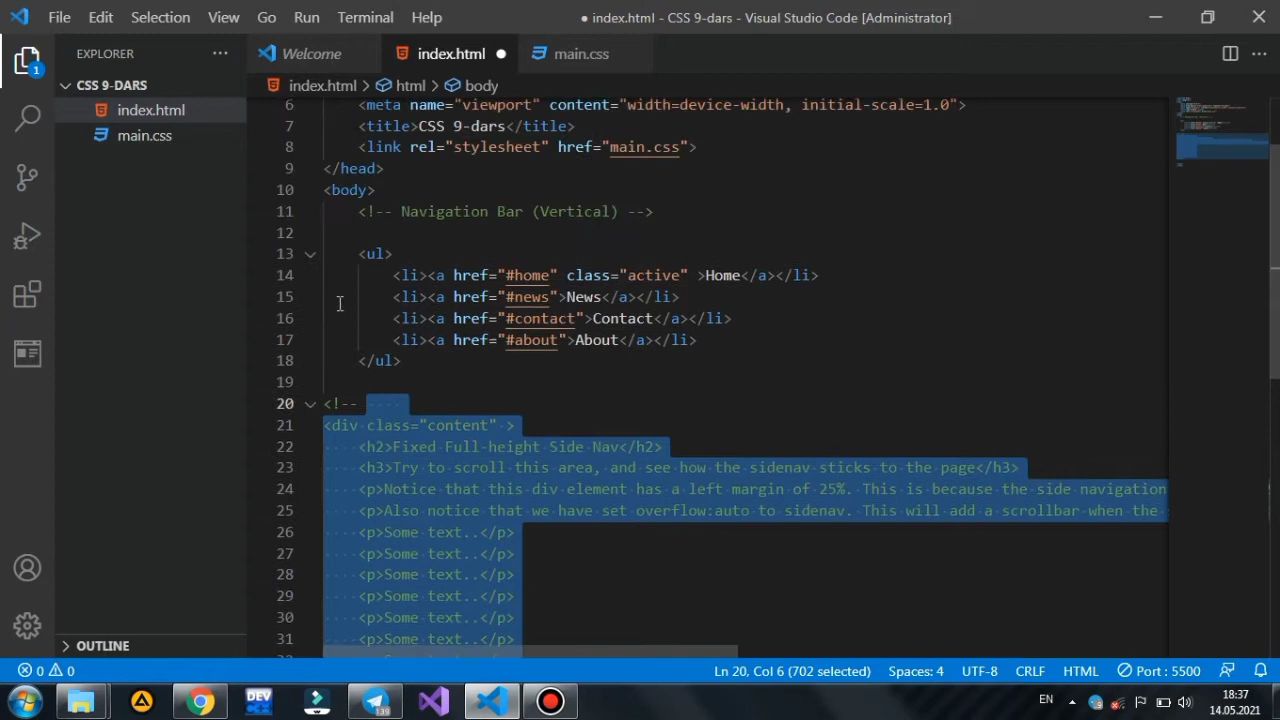 File Edit Selection View Go Run Terminal Help ● index.html - CSS 9-dars - Visual Studio Code [Administrator]
EXPLORER ···
Welcome
index.html ●
main.css
CSS 9-DARS
index.html > html > body
index.html
main.css
6 <meta name="viewport" content="width=device-width, initial-scale=1.0">
7 <title>CSS 9-dars</title>
8 <link rel="stylesheet" href="main.css">
9 </head>
10 <body>
11 <!-- Navigation Bar (Vertical) -->
12
13 <ul>
14 <li><a href="#home" class="active" >Home</a></li>
15 <li><a href="#news">News</a></li>
16 <li><a href="#contact">Contact</a></li>
17 <li><a href="#about">About</a></li>
18 </ul>
19
20 <!--
21 <div class="content" >
22 <h2>Fixed Full-height Side Nav</h2>
23 <h3>Try to scroll this area, and see how the sidenav sticks to the page</h3>
24 <p>Notice that this div element has a left margin of 25%. This is because the side navigation
25 <p>Also notice that we have set overflow:auto to sidenav. This will add a scrollbar when the
26 <p>Some text..</p>
27 <p>Some text..</p>
28 <p>Some text..</p>
29 <p>Some text..</p>
30 <p>Some text..</p>
31 <p>Some text..</p>
OUTLINE
0 0
Ln 20, Col 6 (702 selected) Spaces: 4 UTF-8 CRLF HTML Port : 5500
1
DEV
139
EN
18:37
14.05.2021